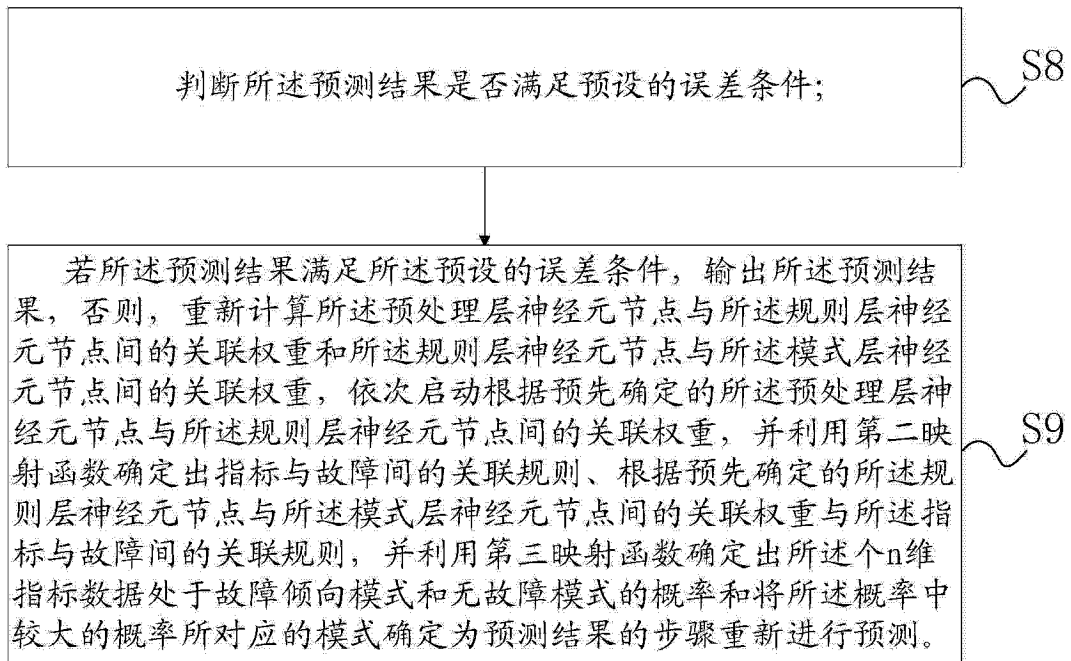 判断所述预测结果是否满足预设的误差条件;
S8
若所述预测结果满足所述预设的误差条件，输出所述预测结
果，否则，重新计算所述预处理层神经元节点与所述规则层神经
元节点间的关联权重和所述规则层神经元节点与所述模式层神经
元节点间的关联权重，依次启动根据预先确定的所述预处理层神
经元节点与所述规则层神经元节点间的关联权重，并利用第二映
射函数确定出指标与故障间的关联规则、根据预先确定的所述规
则层神经元节点与所述模式层神经元节点间的关联权重与所述指
标与故障间的关联规则，并利用第三映射函数确定出所述个n维
指标数据处于故障倾向模式和无故障模式的概率和将所述概率中
较大的概率所对应的模式确定为预测结果的步骤重新进行预测。
S9